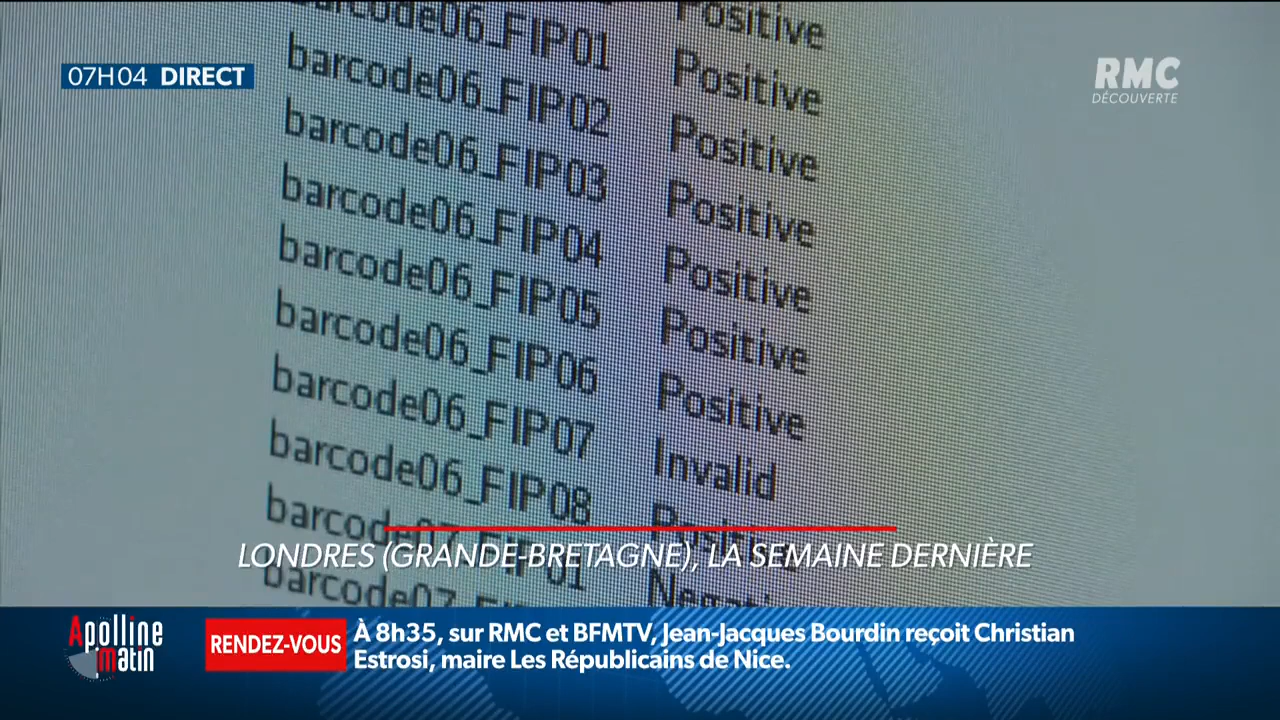 07H04 DIRECT
RMC
DÉCOUVERTE
Positive
barcode06_FIP01 Positive
barcode06_FIP02 Positive
barcode06_FIP03 Positive
barcode06_FIP04 Positive
barcode06_FIP05 Positive
barcode06_FIP06 Positive
barcode06_FIP07 Invalid
barcode06_FIP08 Positive
barcode07_FIP01
LONDRES (GRANDE-BRETAGNE), LA SEMAINE DERNIÈRE
Apolline
Matin
RENDEZ-VOUS
À 8h35, sur RMC et BFMTV, Jean-Jacques Bourdin reçoit Christian
Estrosi, maire Les Républicains de Nice.